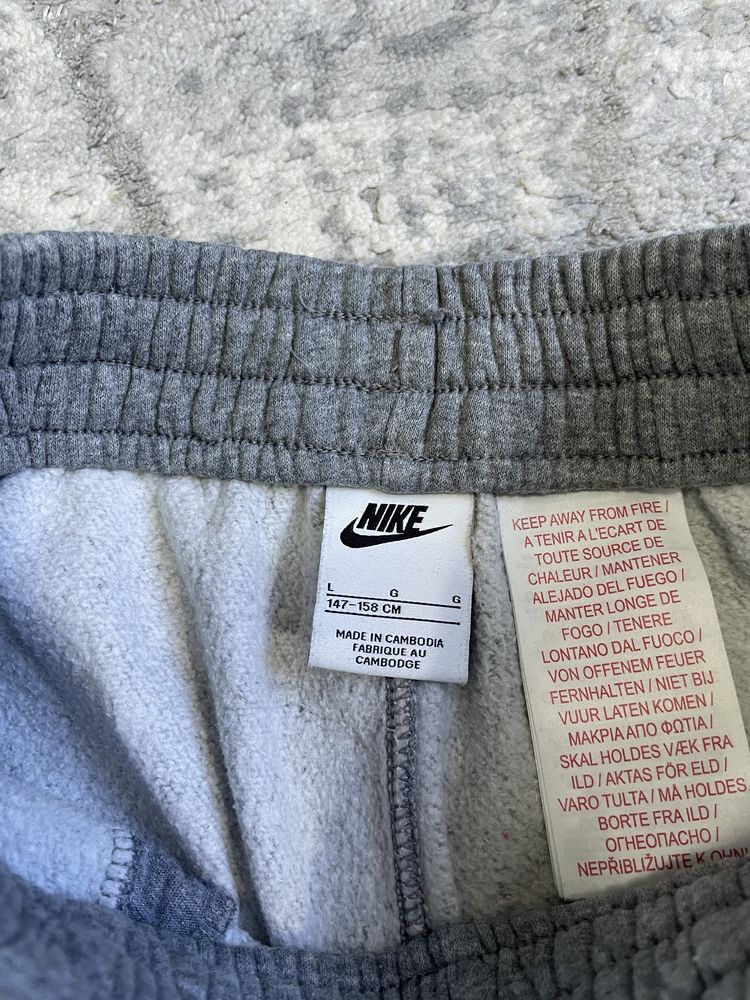 NIKE
L G G
147-158 CM
MADE IN CAMBODIA
FABRIQUE AU
CAMBODGE
KEEP AWAY FROM FIRE /
A TENIR A L'ECART DE
TOUTE SOURCE DE
CHALEUR / MANTENER
ALEJADO DEL FUEGO /
MANTER LONGE DE
FOGO / TENERE
LONTANO DAL FUOCO /
VON OFFENEM FEUER
FERNHALTEN / NIET BIJ
VUUR LATEN KOMEN /
ΜΑΚΡΙΑ ΑΠΟ ΦΩΤΙΑ /
SKAL HOLDES VÆK FRA
ILD / AKTAS FÖR ELD /
VARO TULTA / MÅ HOLDES
BORTE FRA ILD /
ОГНЕОПАСНО /
NEPŘIBLIŽUJTE K OHNI